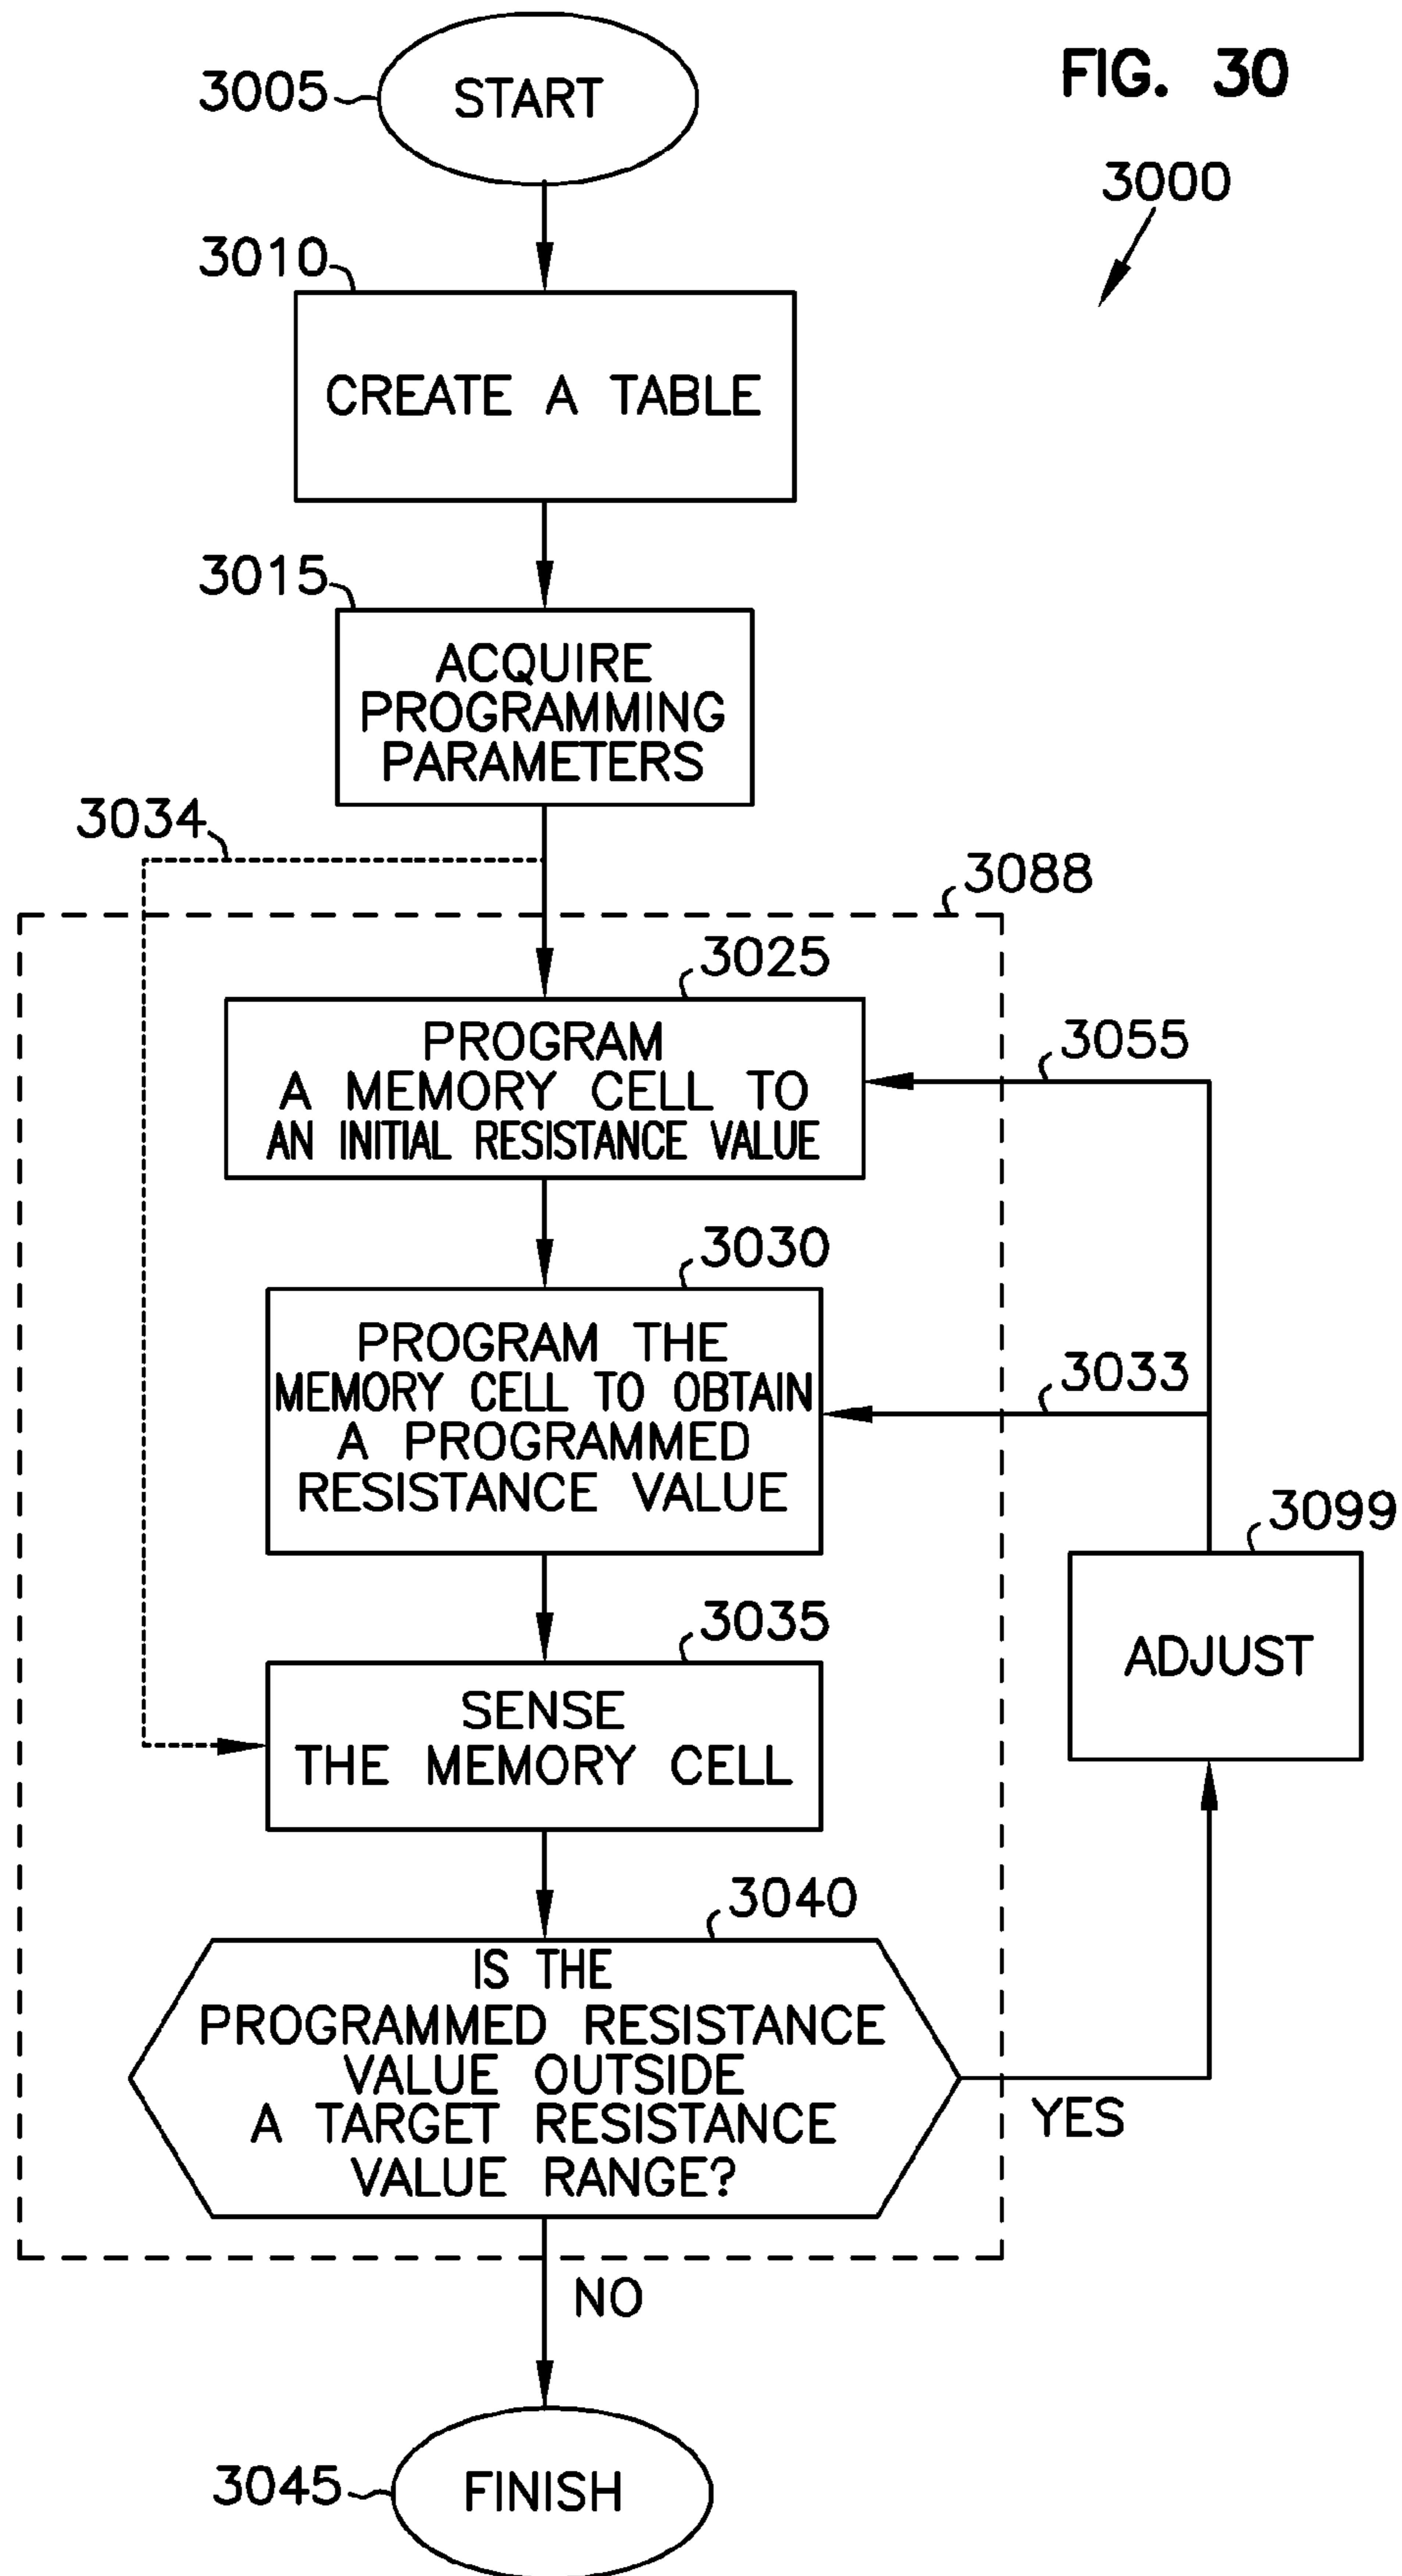 FIG. 30
3000
3005
START
3010
CREATE A TABLE
3015
ACQUIRE
PROGRAMMING
PARAMETERS
3034
3088
3025
PROGRAM
A MEMORY CELL TO
AN INITIAL RESISTANCE VALUE
3055
3030
PROGRAM THE
MEMORY CELL TO OBTAIN
A PROGRAMMED
RESISTANCE VALUE
3033
3099
ADJUST
3035
SENSE
THE MEMORY CELL
3040
IS THE
PROGRAMMED RESISTANCE
VALUE OUTSIDE
A TARGET RESISTANCE
VALUE RANGE?
YES
NO
3045
FINISH